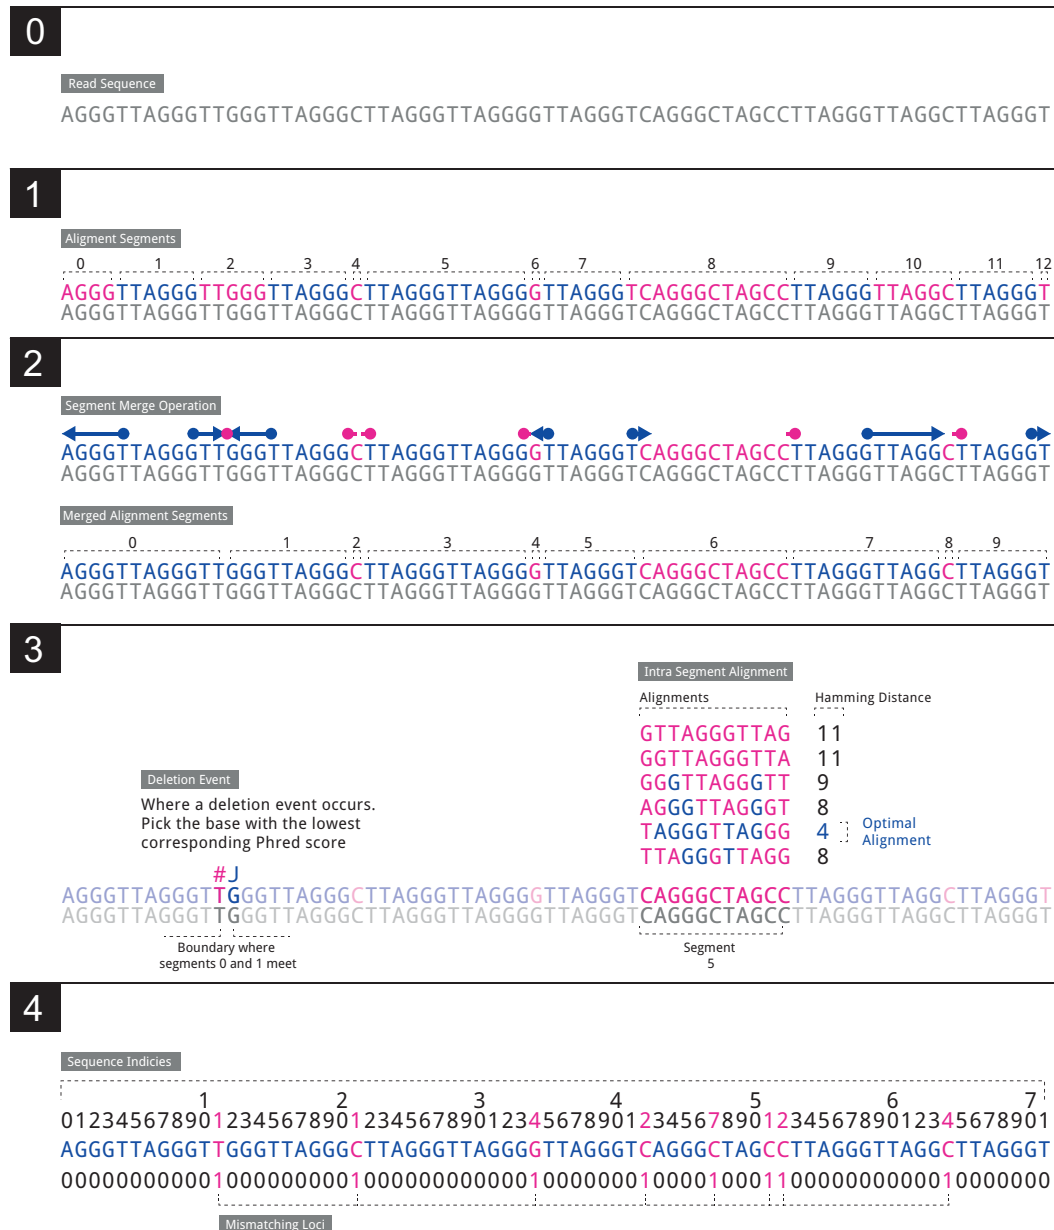 0
Read Sequence
AGGGTTAGGGTTGGGTTAGGGCTTAGGGTTAGGGGTTAGGGTCAGGGCTAGCCTTAGGGTTAGGCTTAGGGT
1
Aligment Segments
0 1 2 3 4 5 6 7 8 9 10 11 12
AGGGTTAGGGTTGGGTTAGGGCTTAGGGTTAGGGGTTAGGGTCAGGGCTAGCCTTAGGGTTAGGCTTAGGGT
AGGGTTAGGGTTGGGTTAGGGCTTAGGGTTAGGGGTTAGGGTCAGGGCTAGCCTTAGGGTTAGGCTTAGGGT
2
Segment Merge Operation
AGGGTTAGGGTTGGGTTAGGGCTTAGGGTTAGGGGTTAGGGTCAGGGCTAGCCTTAGGGTTAGGCTTAGGGT
AGGGTTAGGGTTGGGTTAGGGCTTAGGGTTAGGGGTTAGGGTCAGGGCTAGCCTTAGGGTTAGGCTTAGGGT
Merged Alignment Segments
0 1 2 3 4 5 6 7 8 9
AGGGTTAGGGTTGGGTTAGGGCTTAGGGTTAGGGGTTAGGGTCAGGGCTAGCCTTAGGGTTAGGCTTAGGGT
AGGGTTAGGGTTGGGTTAGGGCTTAGGGTTAGGGGTTAGGGTCAGGGCTAGCCTTAGGGTTAGGCTTAGGGT
3
Intra Segment Alignment
Alignments Hamming Distance
GTTAGGGTTAG 11
GGTTAGGGTTA 11
GGGTTAGGGTT 9
AGGGTTAGGGT 8
TAGGGTTAGGG 4
TTAGGGTTAGG 8
Optimal
Alignment
Deletion Event
Where a deletion event occurs.
Pick the base with the lowest
corresponding Phred score
#J
AGGGTTAGGGTTGGGTTAGGGCTTAGGGTTAGGGGTTAGGGTCAGGGCTAGCCTTAGGGTTAGGCTTAGGGT
AGGGTTAGGGTTGGGTTAGGGCTTAGGGTTAGGGGTTAGGGTCAGGGCTAGCCTTAGGGTTAGGCTTAGGGT
Boundary where
segments 0 and 1 meet
Segment
5
4
Sequence Indicies
1 2 3 4 5 6 7
012345678901234567890123456789012345678901234567890123456789012345678901
AGGGTTAGGGTTGGGTTAGGGCTTAGGGTTAGGGGTTAGGGTCAGGGCTAGCCTTAGGGTTAGGCTTAGGGT
000000000001000000000100000000000010000000100001000110000000000010000000
Mismatching Loci